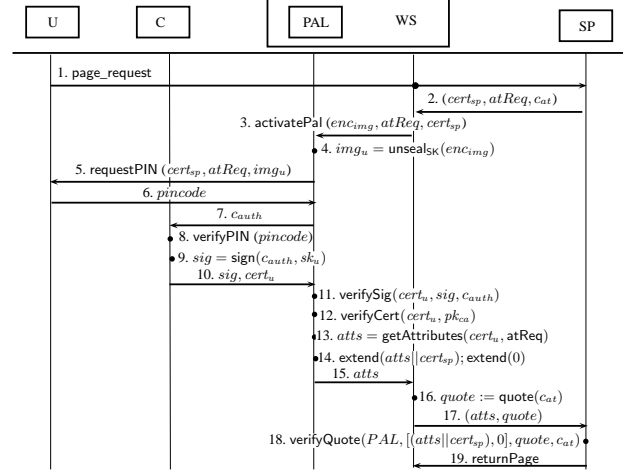 U C PAL WS SP
1. page_request
2. (cert_sp, atReq, c_at)
3. activatePal (enc_img, atReq, cert_sp)
4. img_u = unseal_SK(enc_img)
5. requestPIN (cert_sp, atReq, img_u)
6. pincode
7. c_auth
8. verifyPIN (pincode)
9. sig = sign(c_auth, sk_u)
10. sig, cert_u
11. verifySig(cert_u, sig, c_auth)
12. verifyCert(cert_u, pk_ca)
13. atts = getAttributes(cert_u, atReq)
14. extend(atts||cert_sp); extend(0)
15. atts
16. quote := quote(c_at)
17. (atts, quote)
18. verifyQuote(PAL, [(atts||cert_sp), 0], quote, c_at)
19. returnPage